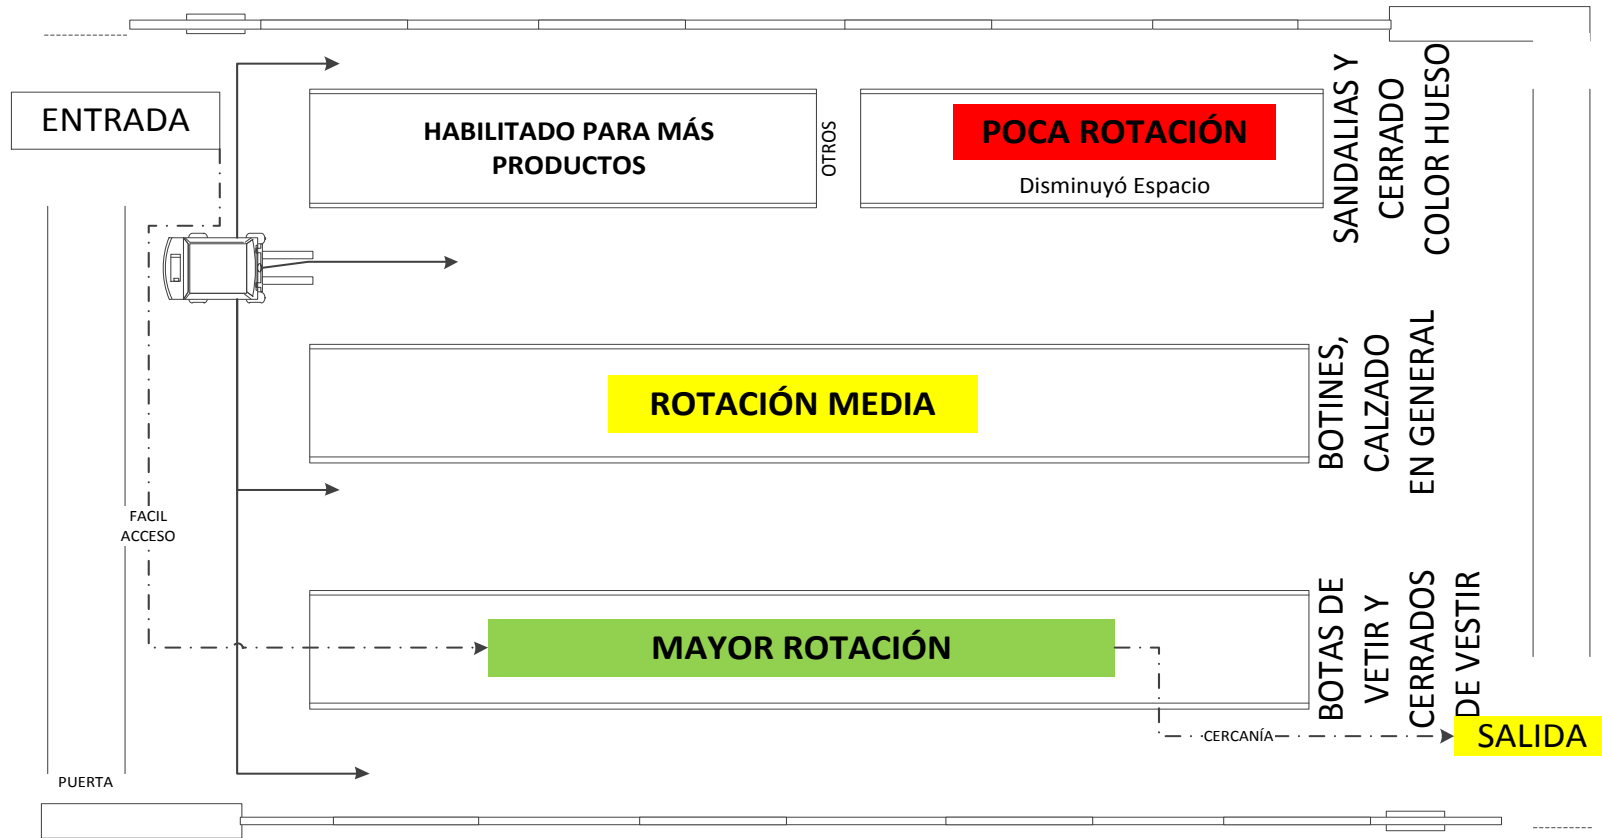 ENTRADA
HABILITADO PARA MÁS
PRODUCTOS
OTROS
POCA ROTACIÓN
Disminuyó Espacio
SANDALIAS Y
CERRADO
COLOR HUESO
ROTACIÓN MEDIA
BOTINES,
CALZADO
EN GENERAL
FACIL
ACCESO
MAYOR ROTACIÓN
BOTAS DE
VETIR Y
CERRADOS
DE VESTIR
CERCANÍA
SALIDA
PUERTA